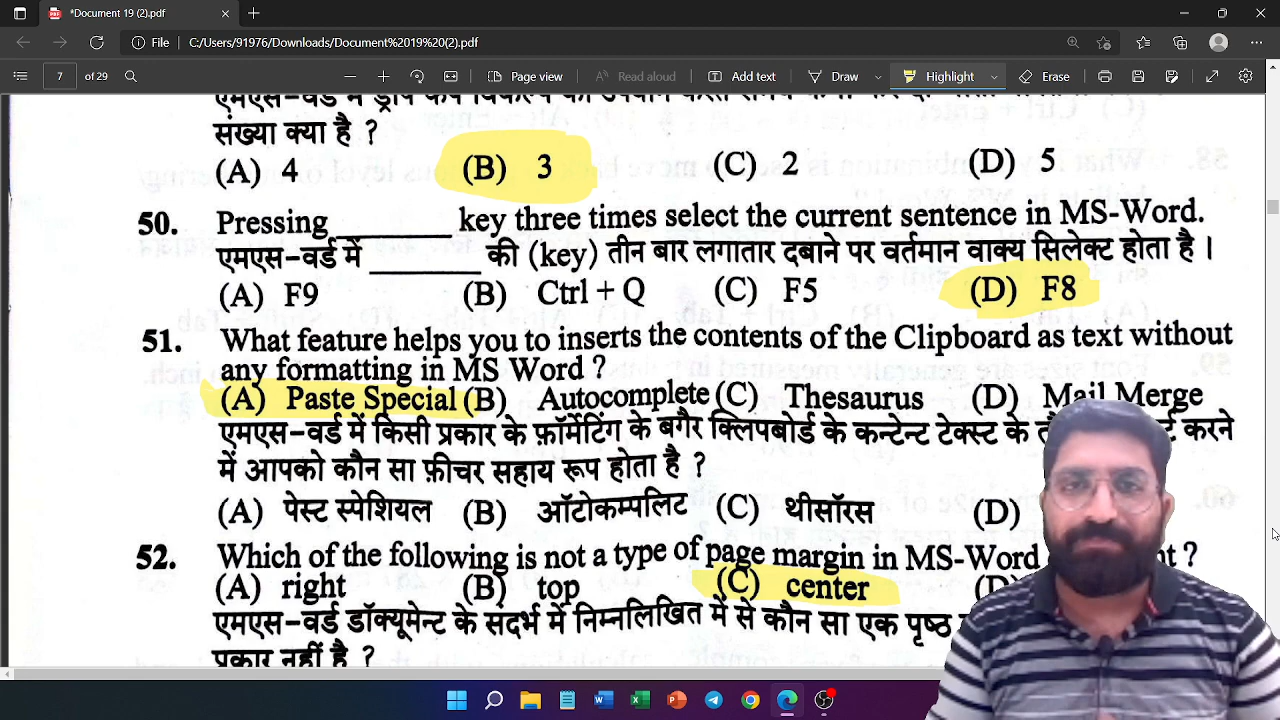 *Document 19 (2).pdf
File C:/Users/91976/Downloads/Document%2019%20(2).pdf
7 of 29 Page view Read aloud Add text Draw Highlight Erase
संख्या क्या है ?
(A) 4 (B) 3 (C) 2 (D) 5
50. Pressing ________ key three times select the current sentence in MS-Word.
एमएस-वर्ड में ________ की (key) तीन बार लगातार दबाने पर वर्तमान वाक्य सिलेक्ट होता है ।
(A) F9 (B) Ctrl + Q (C) F5 (D) F8
51. What feature helps you to inserts the contents of the Clipboard as text without
any formatting in MS Word ?
(A) Paste Special (B) Autocomplete (C) Thesaurus (D) Mail Merge
एमएस-वर्ड में किसी प्रकार के फ़ॉर्मेटिंग के बगैर क्लिपबोर्ड के कन्टेन्ट टेक्स्ट के करने
में आपको कौन सा फ़ीचर सहाय रूप होता है ?
(A) पेस्ट स्पेशियल (B) ऑटोकम्पलिट (C) थीसॉरस (D)
52. Which of the following is not a type of page margin in MS-Word ?
(A) right (B) top (C) center
एमएस-वर्ड डॉक्यूमेन्ट के संदर्भ में निम्नलिखित में से कौन सा एक पृष्ठ
प्रकार नहीं है ?